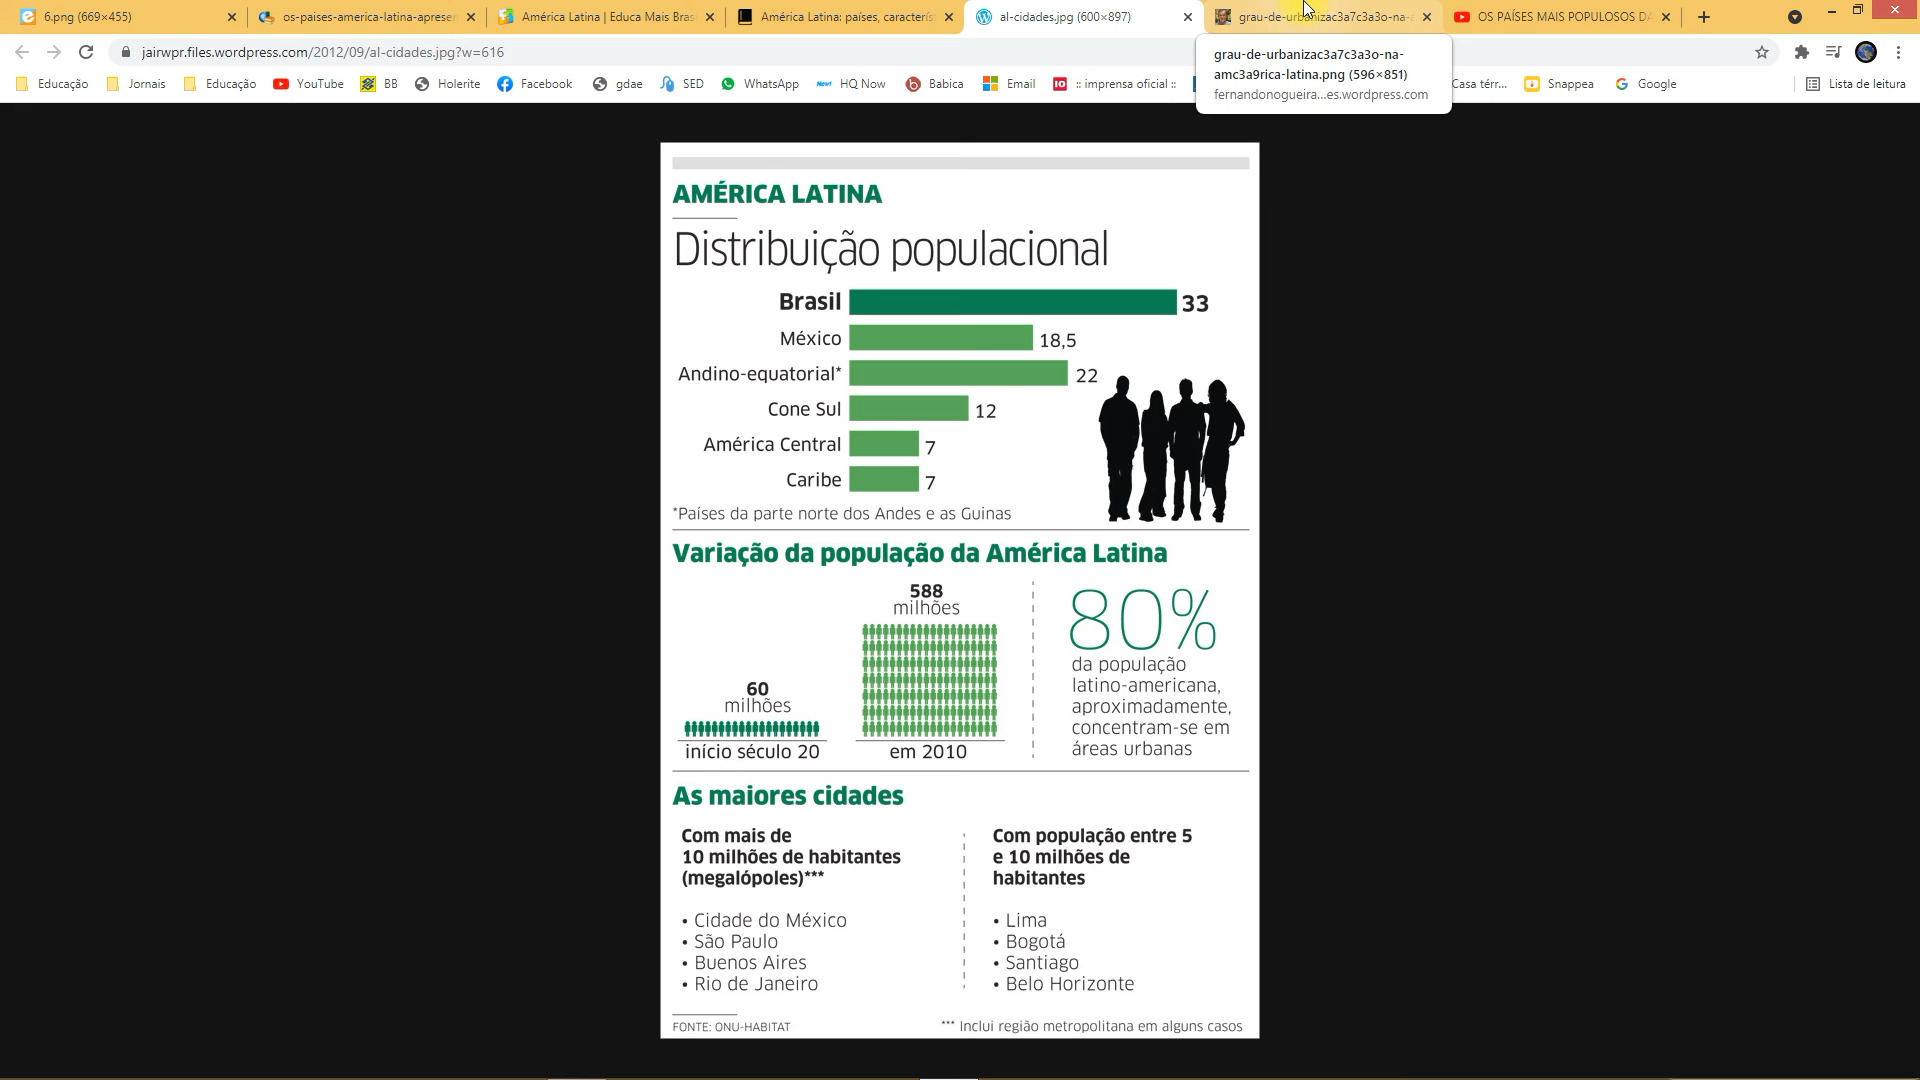 6.png (669×455)
os-paises-america-latina-apresen
América Latina | Educa Mais Bras
América Latina: países, caracterís
al-cidades.jpg (600×897)
grau-de-urbanizac3a7c3a3o-na-a
OS PAÍSES MAIS POPULOSOS DA
jairwpr.files.wordpress.com/2012/09/al-cidades.jpg?w=616
grau-de-urbanizac3a7c3a3o-na-
amc3a9rica-latina.png (596×851)
fernandonogueira...es.wordpress.com
Educação
Jornais
Educação
YouTube
BB
Holerite
Facebook
gdae
SED
WhatsApp
HQ Now
Babica
Email
:: imprensa oficial ::
Casa térr...
Snappea
Google
Lista de leitura
AMÉRICA LATINA
Distribuição populacional
Brasil 33
México 18,5
Andino-equatorial* 22
Cone Sul 12
América Central 7
Caribe 7
*Países da parte norte dos Andes e as Guinas
Variação da população da América Latina
60
milhões
início século 20
588
milhões
em 2010
80%
da população
latino-americana,
aproximadamente,
concentram-se em
áreas urbanas
As maiores cidades
Com mais de
10 milhões de habitantes
(megalópoles)***
• Cidade do México
• São Paulo
• Buenos Aires
• Rio de Janeiro
Com população entre 5
e 10 milhões de
habitantes
• Lima
• Bogotá
• Santiago
• Belo Horizonte
FONTE: ONU-HABITAT
*** Inclui região metropolitana em alguns casos